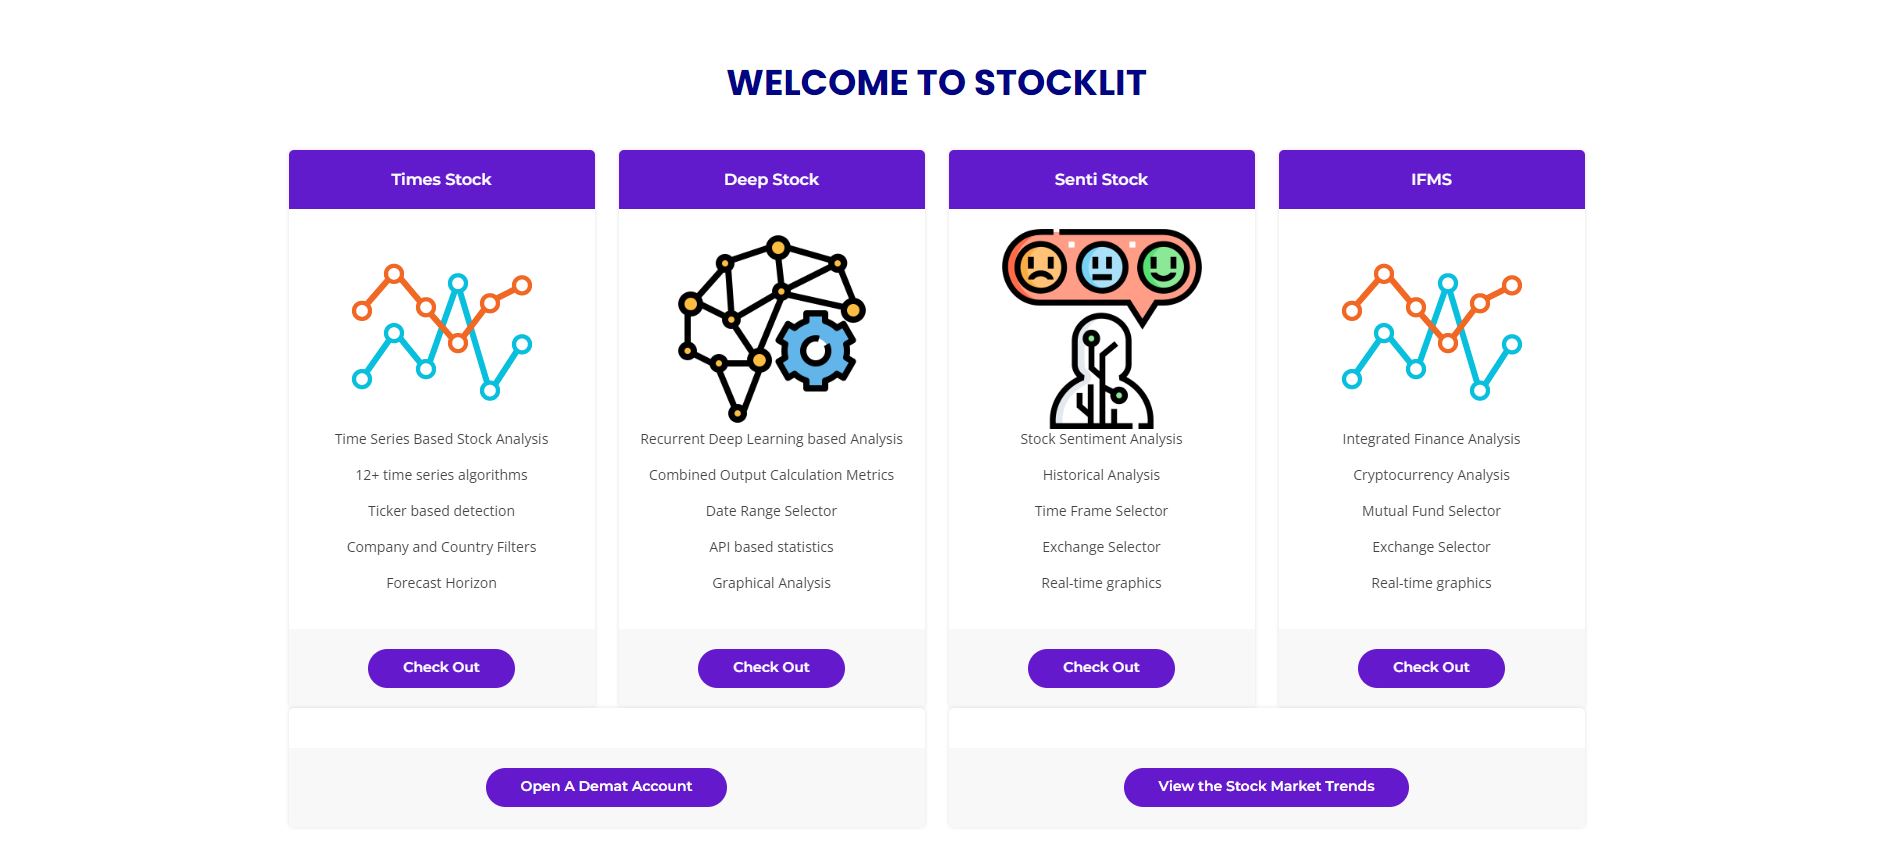 WELCOME TO STOCKLIT
Times Stock
Time Series Based Stock Analysis
12+ time series algorithms
Ticker based detection
Company and Country Filters
Forecast Horizon
Check Out
Deep Stock
Recurrent Deep Learning based Analysis
Combined Output Calculation Metrics
Date Range Selector
API based statistics
Graphical Analysis
Check Out
Senti Stock
Stock Sentiment Analysis
Historical Analysis
Time Frame Selector
Exchange Selector
Real-time graphics
Check Out
IFMS
Integrated Finance Analysis
Cryptocurrency Analysis
Mutual Fund Selector
Exchange Selector
Real-time graphics
Check Out
Open A Demat Account
View the Stock Market Trends